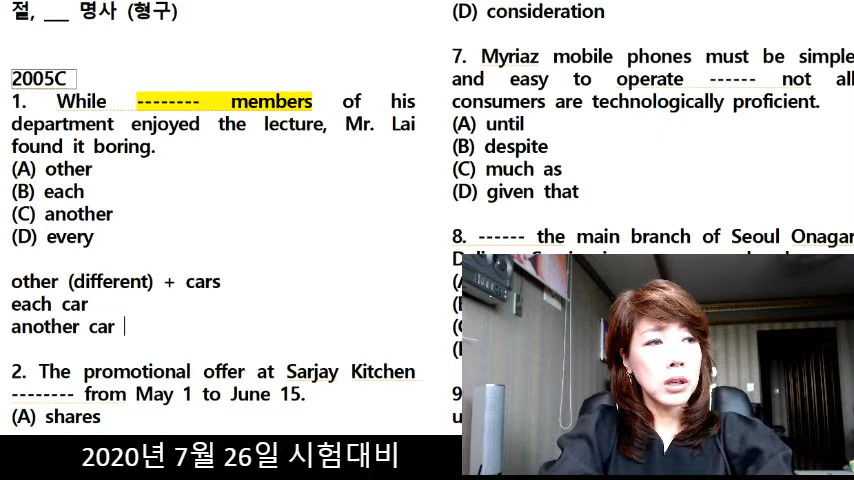 절, ___ 명사 (형구)
2005C
1. While -------- members of his
department enjoyed the lecture, Mr. Lai
found it boring.
(A) other
(B) each
(C) another
(D) every
other (different) + cars
each car
another car
2. The promotional offer at Sarjay Kitchen
-------- from May 1 to June 15.
(A) shares
(D) consideration
7. Myriaz mobile phones must be simple
and easy to operate ------ not all
consumers are technologically proficient.
(A) until
(B) despite
(C) much as
(D) given that
8. ------ the main branch of Seoul Onagar
2020년 7월 26일 시험대비